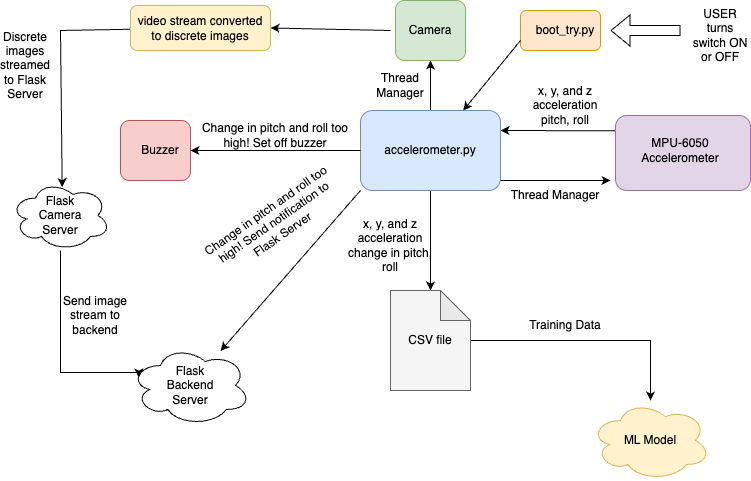 video stream converted
to discrete images
Camera
boot_try.py
USER
turns
switch ON
or OFF
Discrete
images
streamed
to Flask
Server
Thread
Manager
x, y, and z
acceleration
pitch, roll
Buzzer
Change in pitch and roll too
high! Set off buzzer
accelerometer.py
MPU-6050
Accelerometer
Thread Manager
Flask
Camera
Server
Change in pitch and roll too
high! Send notification to
Flask Server
x, y, and z
acceleration
change in pitch,
roll
Send image
stream to
backend
CSV file
Training Data
Flask
Backend
Server
ML Model